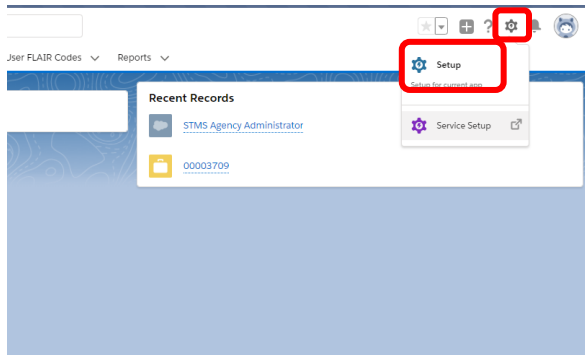 User FLAIR Codes
Reports
Setup
Setup for current app
Recent Records
STMS Agency Administrator
Service Setup
00003709